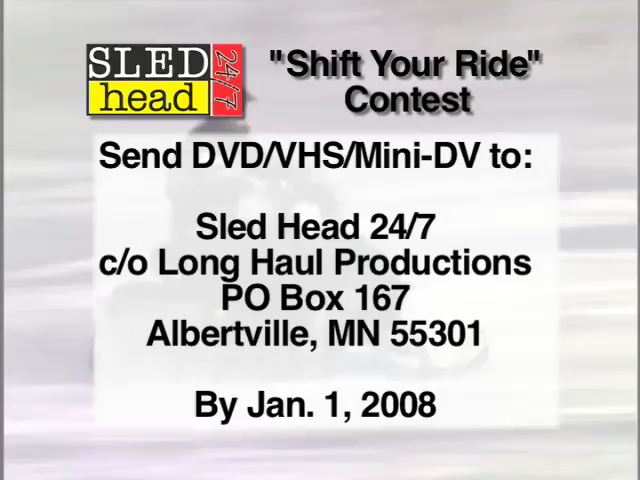 SLED
head
24/7
"Shift Your Ride"
Contest
Send DVD/VHS/Mini-DV to:
Sled Head 24/7
c/o Long Haul Productions
PO Box 167
Albertville, MN 55301
By Jan. 1, 2008